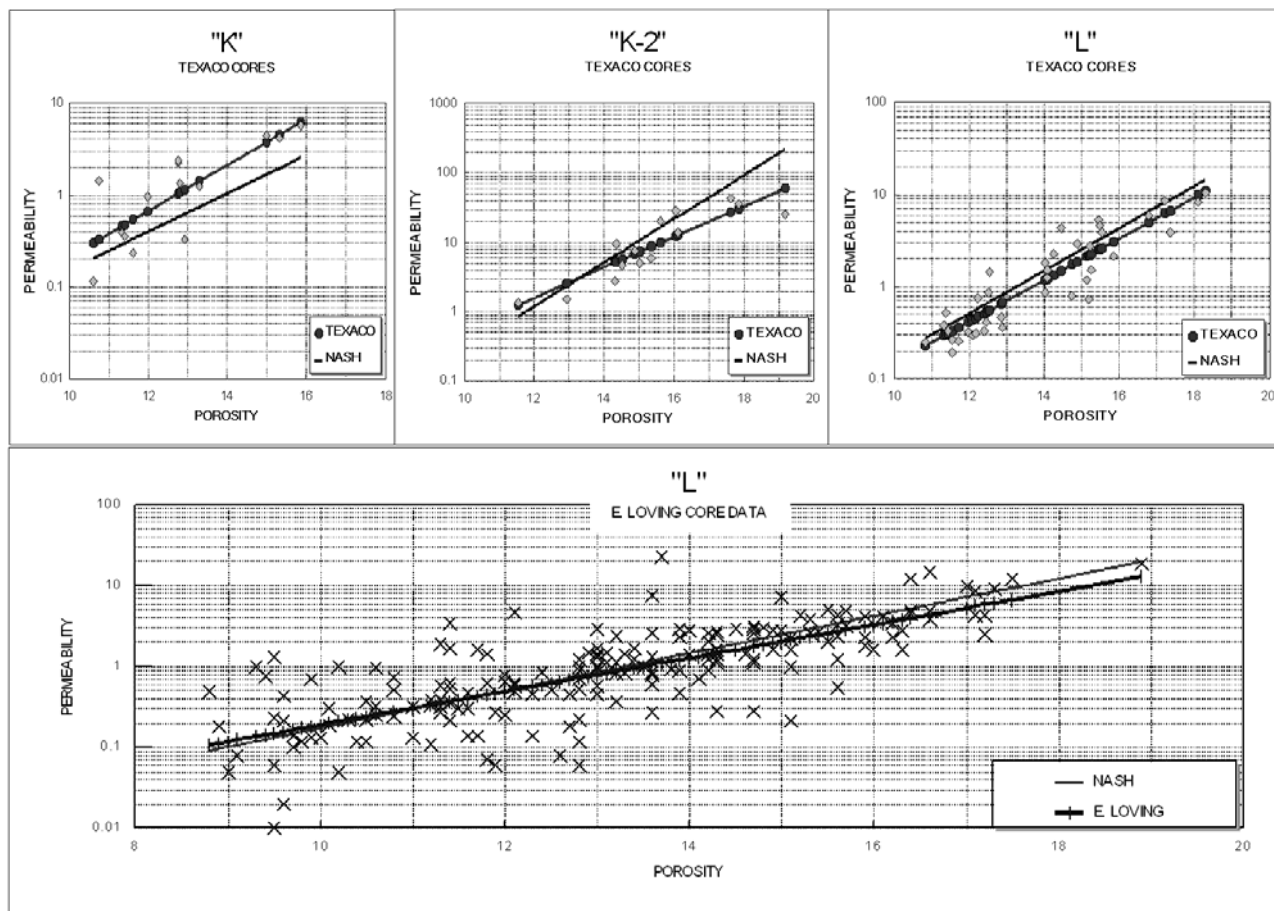 "K"
TEXACO CORES
10
1
0.1
0.01
PERMEABILITY
10 12 14 16 18
POROSITY
TEXACO
NASH
"K-2"
TEXACO CORES
1000
100
10
1
0.1
PERMEABILITY
10 12 14 16 18 20
POROSITY
TEXACO
NASH
"L"
TEXACO CORES
100
10
1
0.1
PERMEABILITY
10 12 14 16 18 20
POROSITY
TEXACO
NASH
"L"
E. LOVING CORE DATA
100
10
1
0.1
0.01
PERMEABILITY
8 10 12 14 16 18 20
POROSITY
NASH
E. LOVING